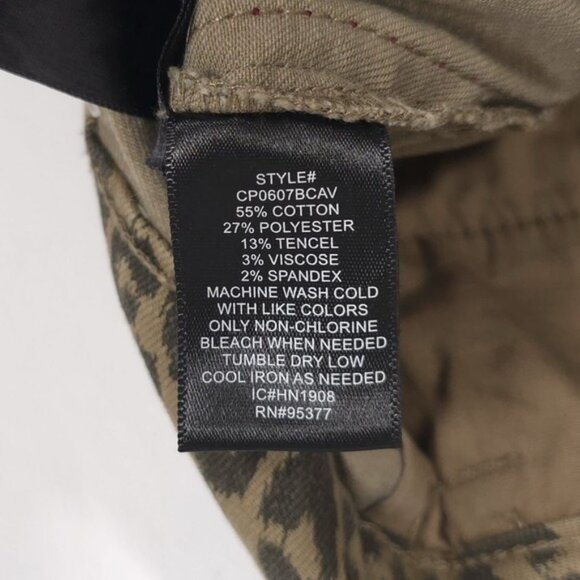 STYLE#
CP0607BCAV
55% COTTON
27% POLYESTER
13% TENCEL
3% VISCOSE
2% SPANDEX
MACHINE WASH COLD
WITH LIKE COLORS
ONLY NON-CHLORINE
BLEACH WHEN NEEDED
TUMBLE DRY LOW
COOL IRON AS NEEDED
IC#HN1908
RN#95377